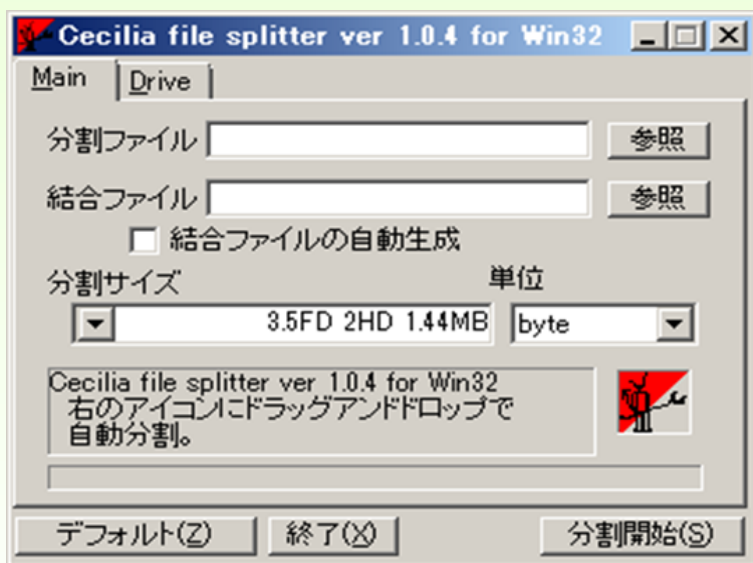 Cecilia file splitter ver 1.0.4 for Win32
Main Drive
分割ファイル 参照
結合ファイル 参照
結合ファイルの自動生成
分割サイズ 単位
3.5FD 2HD 1.44MB byte
Cecilia file splitter ver 1.0.4 for Win32
右のアイコンにドラッグアンドドロップで
自動分割。
デフォルト(Z) 終了(X) 分割開始(S)